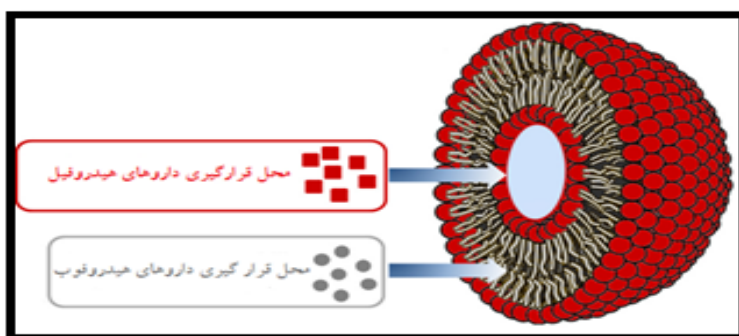 محل قرارگیری داروهای هیدروفیل
محل قرار گیری داروهای هیدروفوب